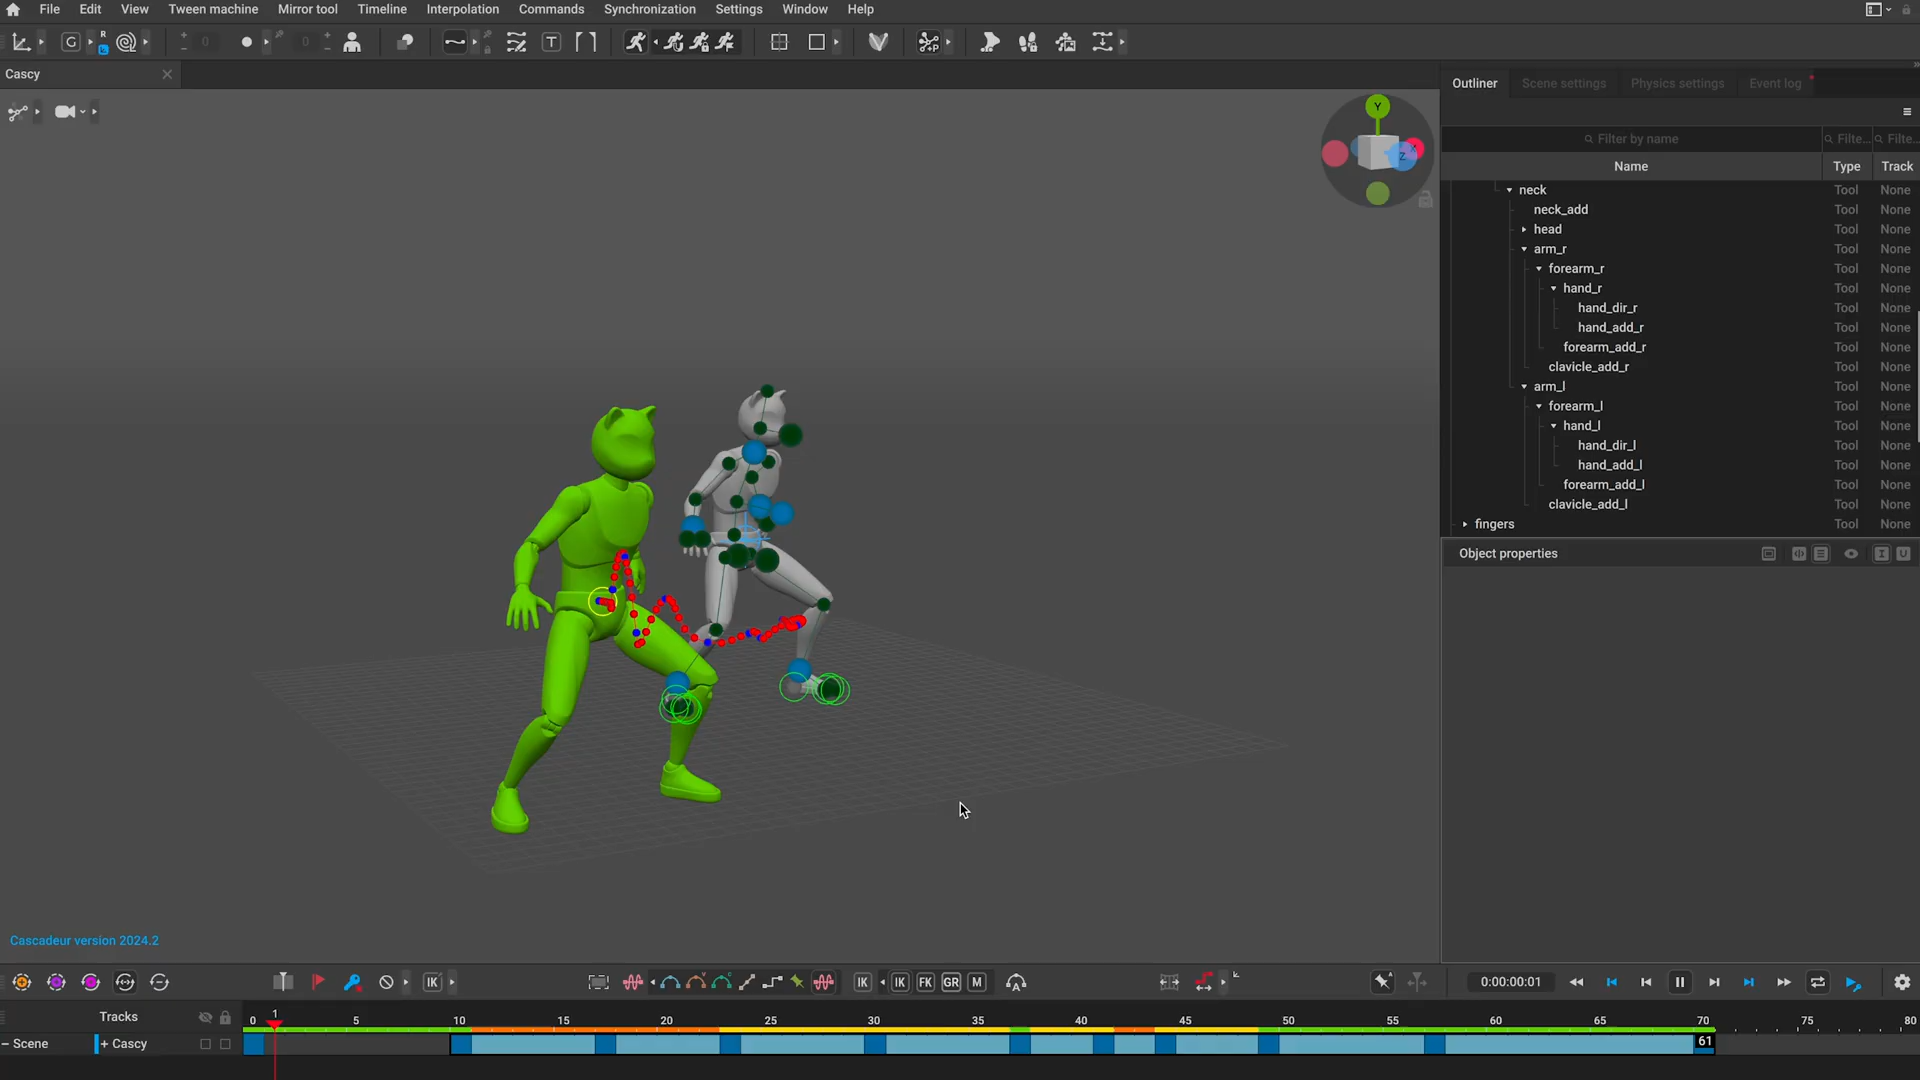 File Edit View Tween machine Mirror tool Timeline Interpolation Commands Synchronization Settings Window Help
G R 0 0 T +P
Cascy
Outliner Scene settings Physics settings Event log
Y
Z
Filter by name Filte... Filte...
Name Type Track
neck Tool None
neck_add Tool None
head Tool None
arm_r Tool None
forearm_r Tool None
hand_r Tool None
hand_dir_r Tool None
hand_add_r Tool None
forearm_add_r Tool None
clavicle_add_r Tool None
arm_l Tool None
forearm_l Tool None
hand_l Tool None
hand_dir_l Tool None
hand_add_l Tool None
forearm_add_l Tool None
clavicle_add_l Tool None
fingers Tool None
Object properties
Cascadeur version 2024.2
IK IK IK FK GR M A 0:00:00:01
Tracks 0 1 5 10 15 20 25 30 35 40 45 50 55 60 65 70 75 80
Scene + Cascy 61